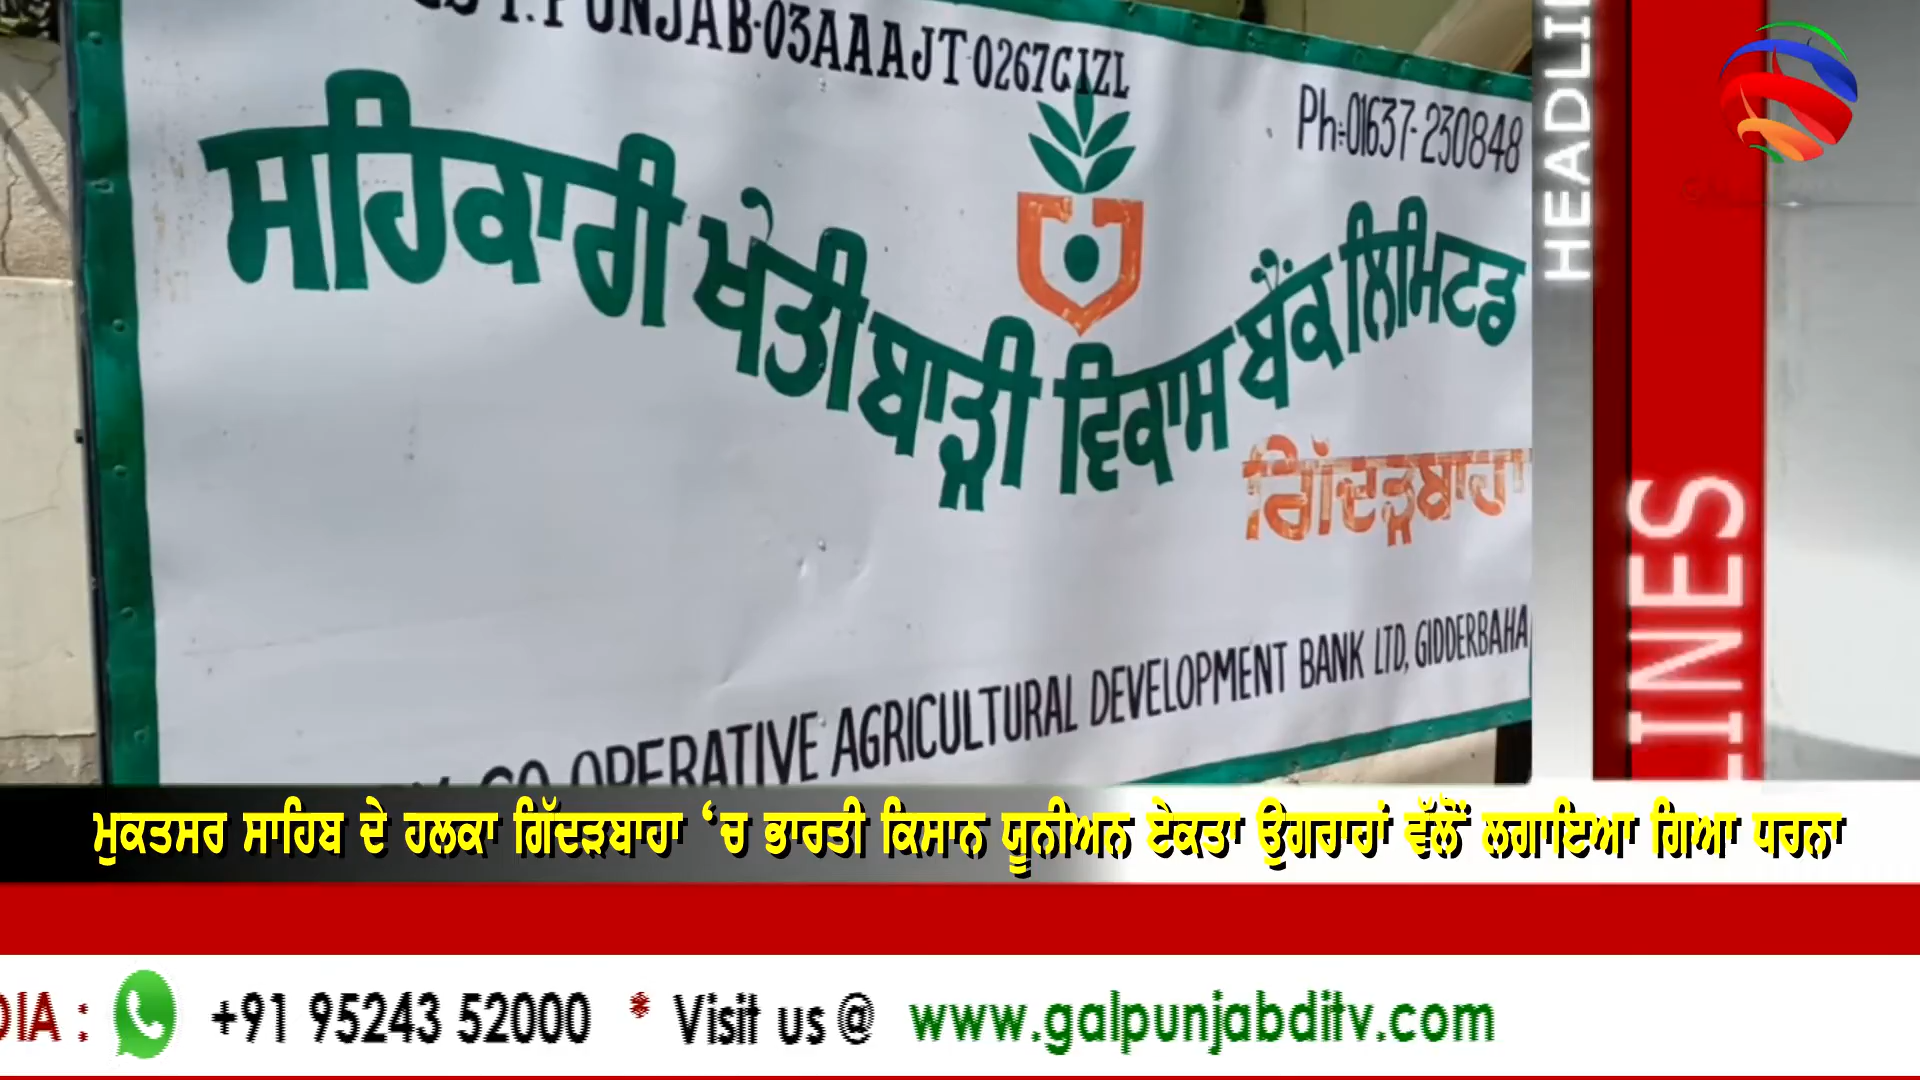 PUNJAB-03AAAJT0267G1ZL
Ph:-01637-230848
ਸਹਿਕਾਰੀ ਖੇਤੀਬਾੜੀ ਵਿਕਾਸ ਬੈਂਕ ਲਿਮਿਟਡ
ਗਿੱਦੜਬਾਹਾ
CO OPERATIVE AGRICULTURAL DEVELOPMENT BANK LTD, GIDDERBAHA
HEADLI
LINES
ਮੁਕਤਸਰ ਸਾਹਿਬ ਦੇ ਹਲਕਾ ਗਿੱਦੜਬਾਹਾ ‘ਚ ਭਾਰਤੀ ਕਿਸਾਨ ਯੂਨੀਅਨ ਏਕਤਾ ਉਗਰਾਹਾਂ ਵੱਲੋਂ ਲਗਾਇਆ ਗਿਆ ਧਰਨਾ
DIA : +91 95243 52000 * Visit us @ www.galpunjabditv.com